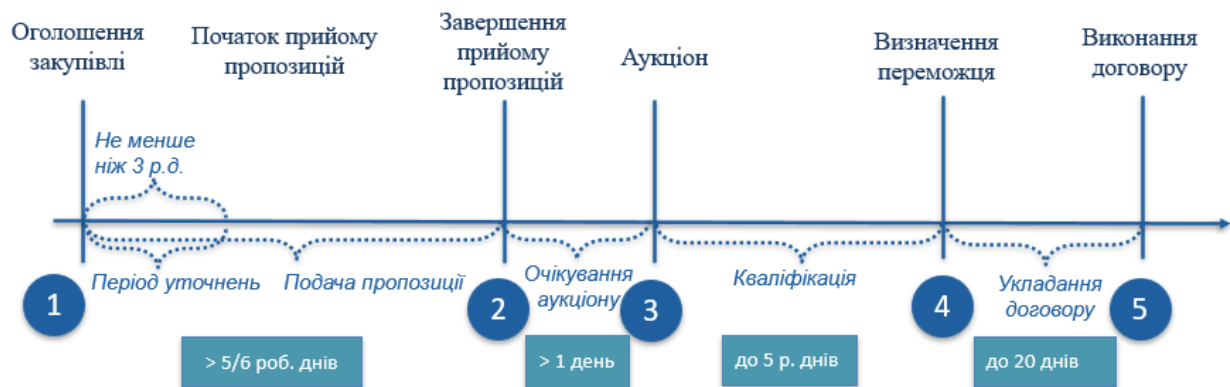 Оголошення
закупівлі
Початок прийому
пропозицій
Завершення
прийому
пропозицій
Аукціон
Визначення
переможця
Виконання
договору
Не менше
ніж 3 р.д.
Період уточнень
Подача пропозиції
Очікування
аукціону
Кваліфікація
Укладання
договору
1
2
3
4
5
> 5/6 роб. днів
> 1 день
до 5 р. днів
до 20 днів